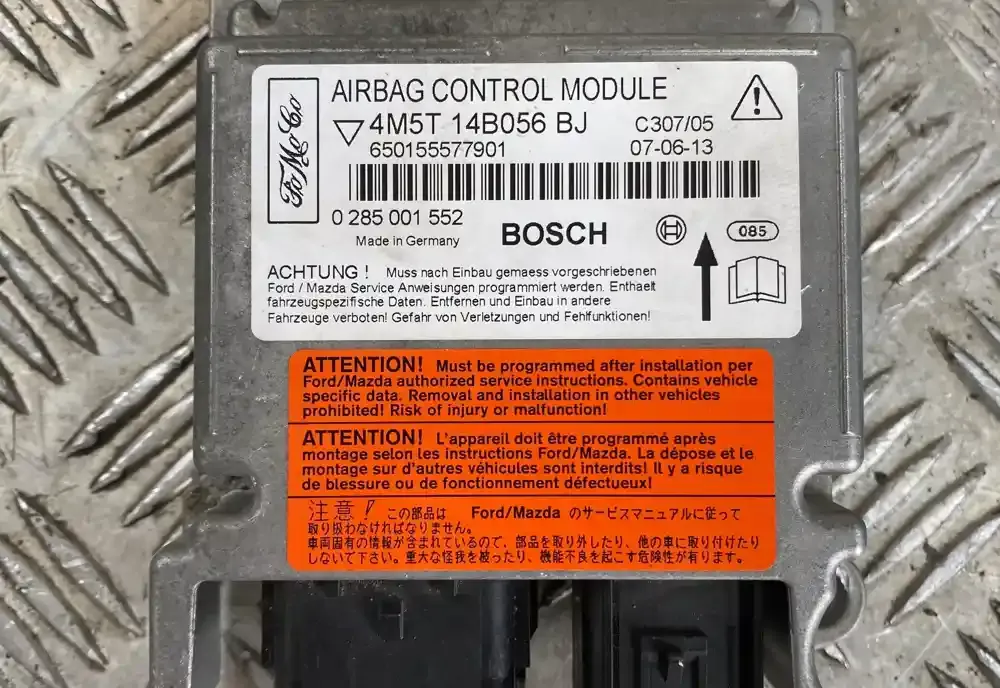 FoMoCo
AIRBAG CONTROL MODULE
4M5T 14B056 BJ
C307/05
650155577901
07-06-13
0 285 001 552
Made in Germany
BOSCH
085
ACHTUNG ! Muss nach Einbau gemaess vorgeschriebenen
Ford / Mazda Service Anweisungen programmiert werden. Enthaelt
fahrzeugspezifische Daten. Entfernen und Einbau in andere
Fahrzeuge verboten! Gefahr von Verletzungen und Fehlfunktionen!
ATTENTION! Must be programmed after installation per
Ford/Mazda authorized service instructions. Contains vehicle
specific data. Removal and installation in other vehicles
prohibited! Risk of injury or malfunction!
ATTENTION! L'appareil doit être programmé après
montage selon les instructions Ford/Mazda. La dépose et le
montage sur d'autres véhicules sont interdits! Il y a risque
de blessure ou de fonctionnement défectueux!
注意! この部品は Ford/Mazda のサービスマニュアルに従って
取り扱わなければなりません。
車両固有の情報が含まれているので、部品を取り外したり、他の車に取り付けたり
しないで下さい。重大な怪我を被ったり、機能不良を起こす危険性が有ります。